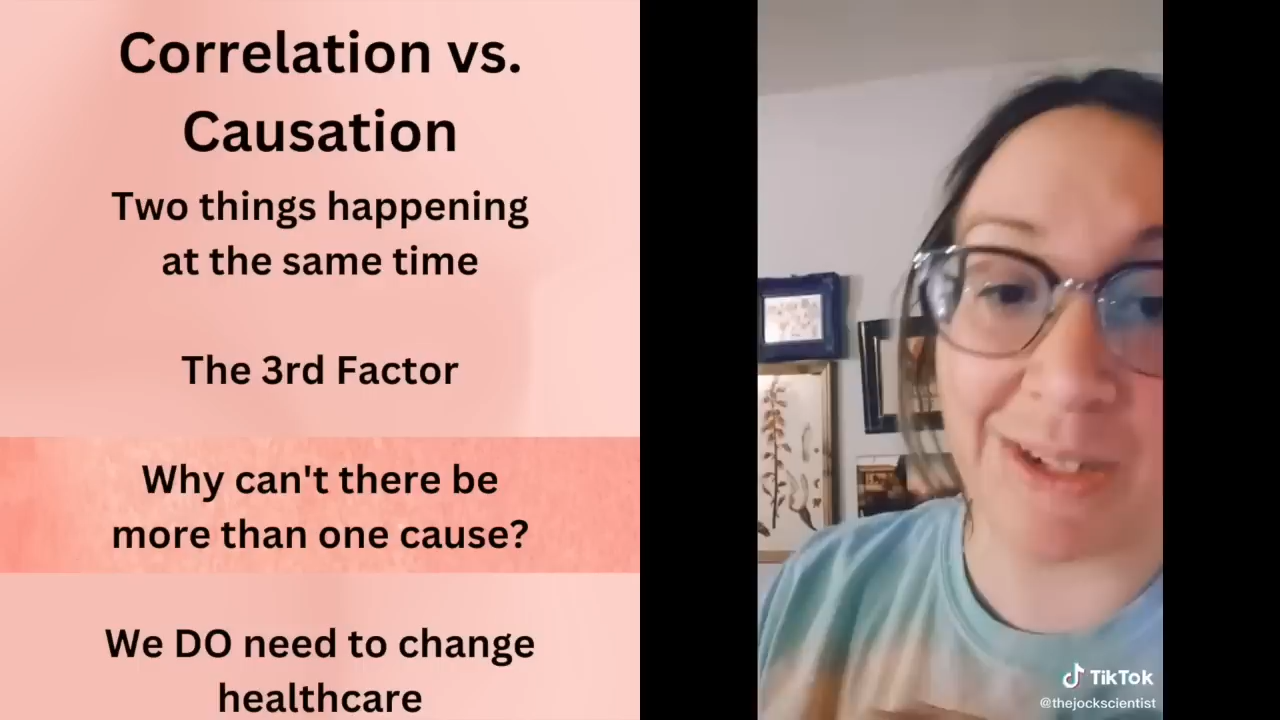 Correlation vs.
Causation
Two things happening
at the same time
The 3rd Factor
Why can't there be
more than one cause?
We DO need to change
healthcare
TikTok
@thejockscientist